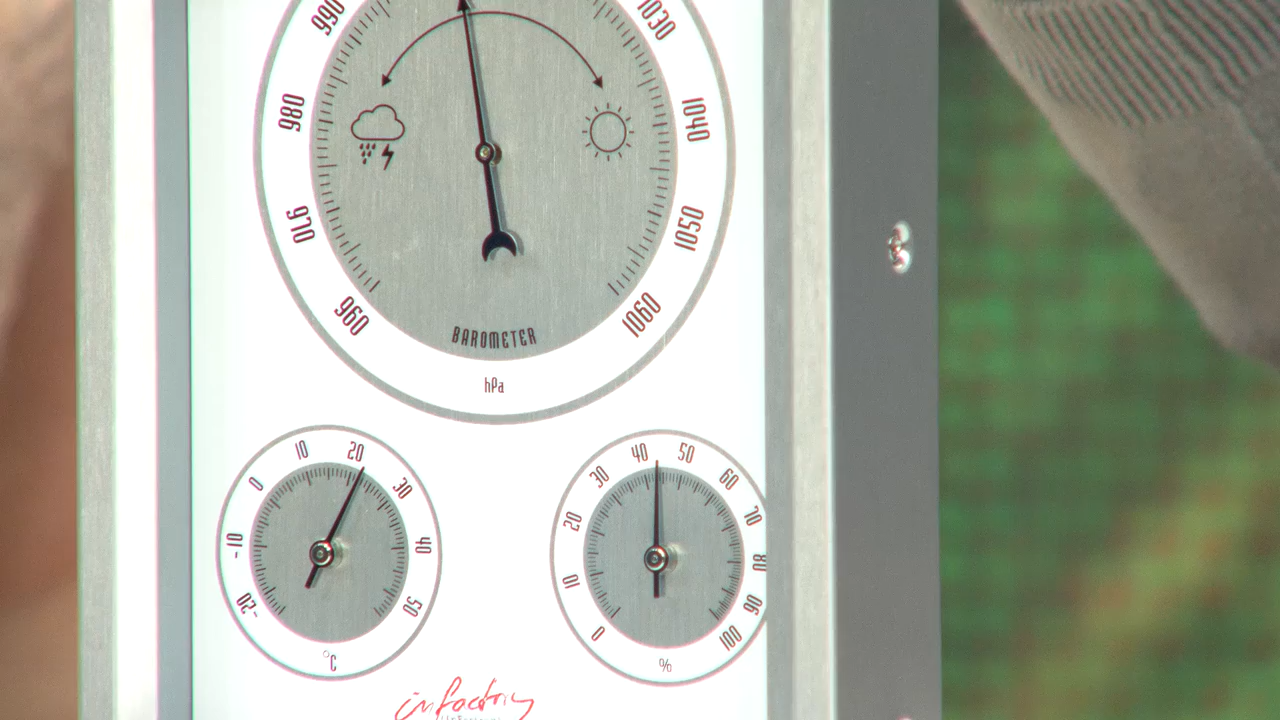 990 1030
980 1040
970 1050
960 1060
BAROMETER
hPa
-20 -10 0 10 20 30 40 50
°C
0 10 20 30 40 50 60 70 80 90 100
%
infactory